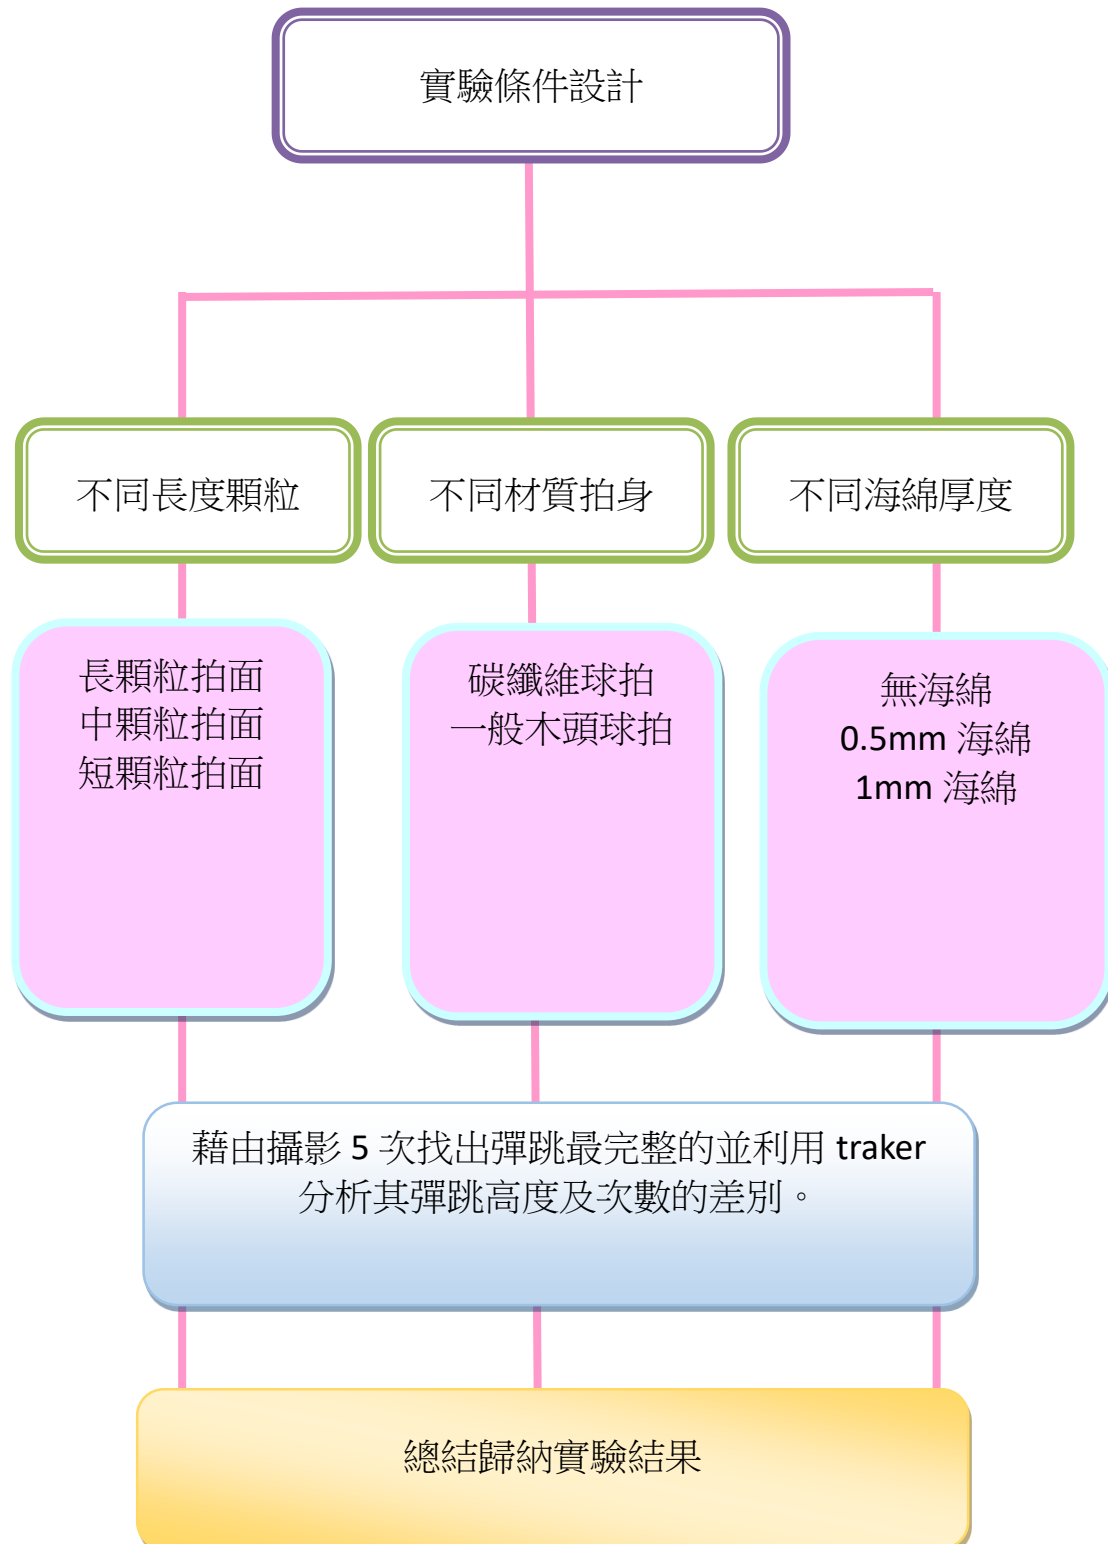 實驗條件設計
不同長度顆粒
不同材質拍身
不同海綿厚度
長顆粒拍面
中顆粒拍面
短顆粒拍面
碳纖維球拍
一般木頭球拍
無海綿
0.5mm 海綿
1mm 海綿
藉由攝影 5 次找出彈跳最完整的並利用 traker
分析其彈跳高度及次數的差別。
總結歸納實驗結果